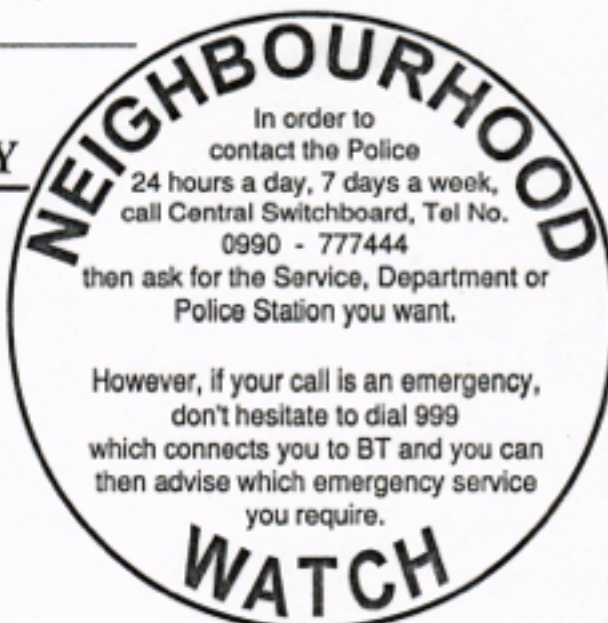 Y
NEIGHBOURHOOD
In order to
contact the Police
24 hours a day, 7 days a week,
call Central Switchboard, Tel No.
0990 - 777444
then ask for the Service, Department or
Police Station you want.
However, if your call is an emergency,
don't hesitate to dial 999
which connects you to BT and you can
then advise which emergency service
you require.
WATCH